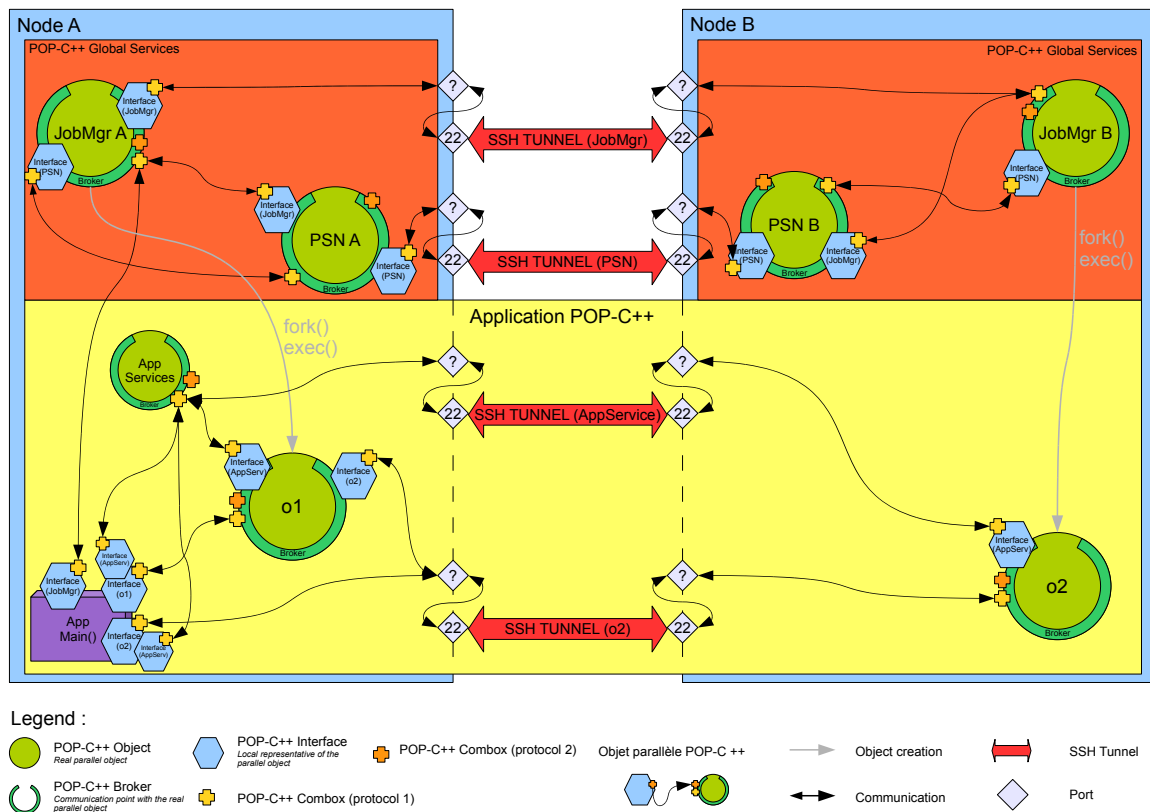 Node A
Node B
POP-C++ Global Services
POP-C++ Global Services
Interface
(JobMgr)
JobMgr A
Interface
(PSN)
Broker
Interface
(JobMgr)
PSN A
Interface
(PSN)
Broker
?
22
SSH TUNNEL (JobMgr)
?
22
?
22
SSH TUNNEL (PSN)
?
22
JobMgr B
Interface
(PSN)
Broker
PSN B
Interface
(PSN)
Interface
(JobMgr)
Broker
fork()
exec()
Application POP-C++
fork()
exec()
App
Services
Broker
?
22
SSH TUNNEL (AppService)
?
22
Interface
(AppServ)
Interface
(o2)
o1
Broker
Interface
(AppServ)
o2
Broker
Interface
(AppServ)
Interface
(JobMgr)
Interface
(o1)
App
Main()
Interface
(o2)
Interface
(AppServ)
?
22
SSH TUNNEL (o2)
?
22
Legend :
POP-C++ Object
Real parallel object
POP-C++ Interface
Local representative of the
parallel object
POP-C++ Combox (protocol 2)
Objet parallèle POP-C ++
Object creation
SSH Tunnel
POP-C++ Broker
Communication point with the real
parallel object
POP-C++ Combox (protocol 1)
Communication
Port